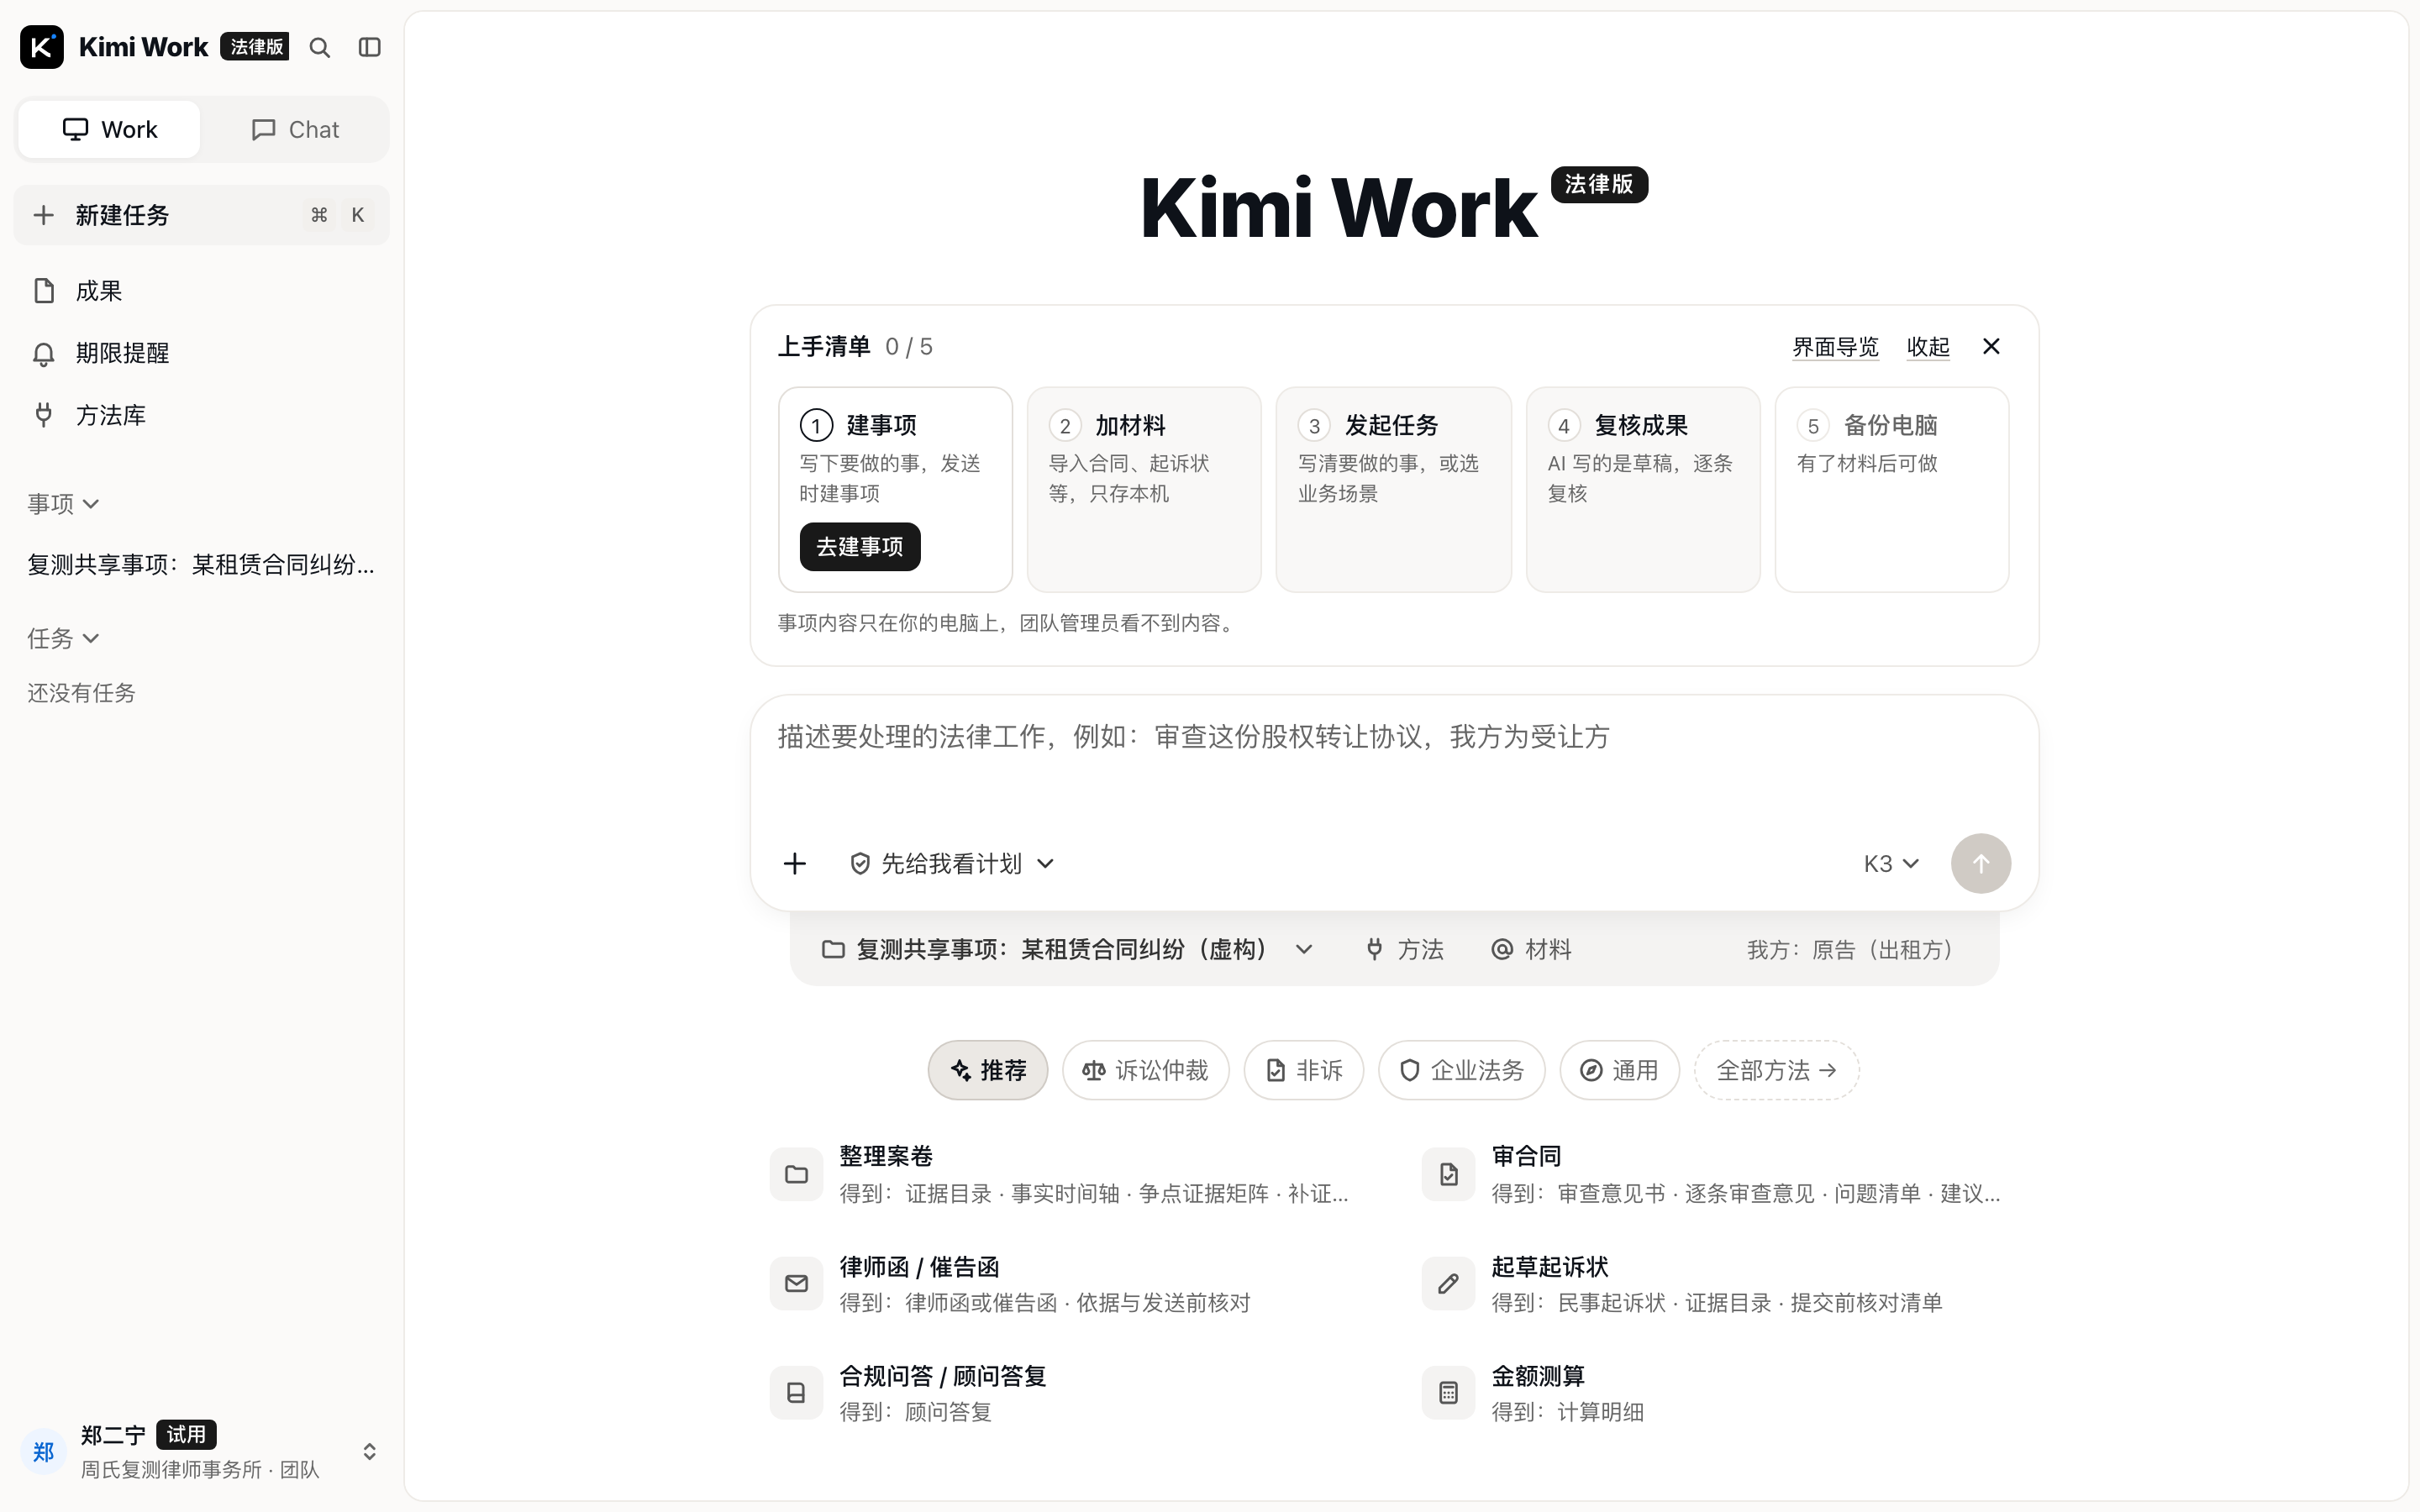 Kimi Work 法律版
Work
Chat
新建任务 ⌘ K
成果
期限提醒
方法库
事项
复测共享事项：某租赁合同纠纷...
任务
还没有任务
郑 郑二宁 试用
周氏复测律师事务所 · 团队
Kimi Work 法律版
上手清单 0 / 5
界面导览 收起
1 建事项
写下要做的事，发送
时建事项
去建事项
2 加材料
导入合同、起诉状
等，只存本机
3 发起任务
写清要做的事，或选
业务场景
4 复核成果
AI 写的是草稿，逐条
复核
5 备份电脑
有了材料后可做
事项内容只在你的电脑上，团队管理员看不到内容。
描述要处理的法律工作，例如：审查这份股权转让协议，我方为受让方
先给我看计划
K3
复测共享事项：某租赁合同纠纷（虚构）
方法
材料
我方：原告（出租方）
推荐
诉讼仲裁
非诉
企业法务
通用
全部方法 →
整理案卷
得到：证据目录 · 事实时间轴 · 争点证据矩阵 · 补证...
审合同
得到：审查意见书 · 逐条审查意见 · 问题清单 · 建议...
律师函 / 催告函
得到：律师函或催告函 · 依据与发送前核对
起草起诉状
得到：民事起诉状 · 证据目录 · 提交前核对清单
合规问答 / 顾问答复
得到：顾问答复
金额测算
得到：计算明细